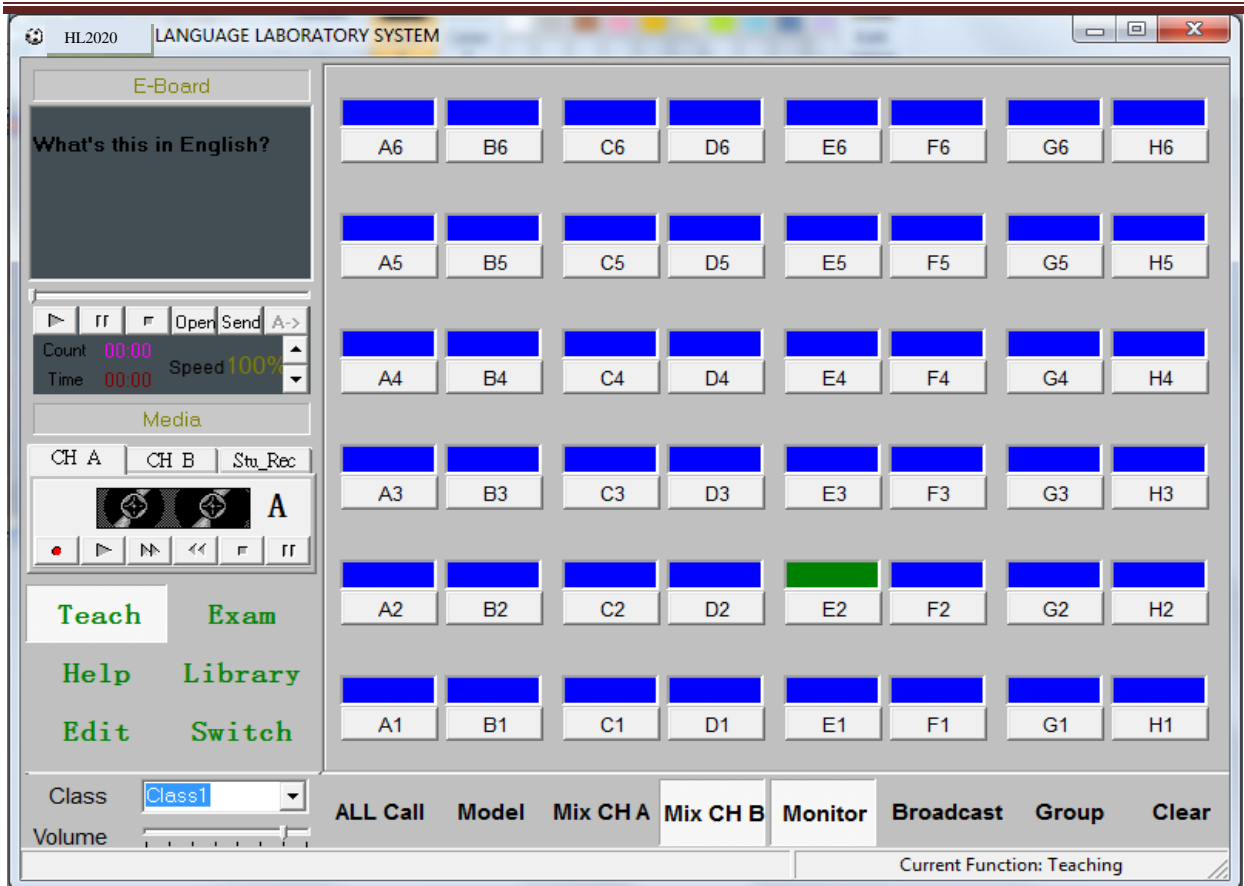 HL2020 LANGUAGE LABORATORY SYSTEM
E-Board
What's this in English?
Open Send A->
Count 00:00
Time 00:00
Speed 100%
Media
CH A CH B Stu_Rec
A
Teach Exam
Help Library
Edit Switch
Class Class1
Volume
A6 B6 C6 D6 E6 F6 G6 H6
A5 B5 C5 D5 E5 F5 G5 H5
A4 B4 C4 D4 E4 F4 G4 H4
A3 B3 C3 D3 E3 F3 G3 H3
A2 B2 C2 D2 E2 F2 G2 H2
A1 B1 C1 D1 E1 F1 G1 H1
ALL Call Model Mix CH A Mix CH B Monitor Broadcast Group Clear
Current Function: Teaching